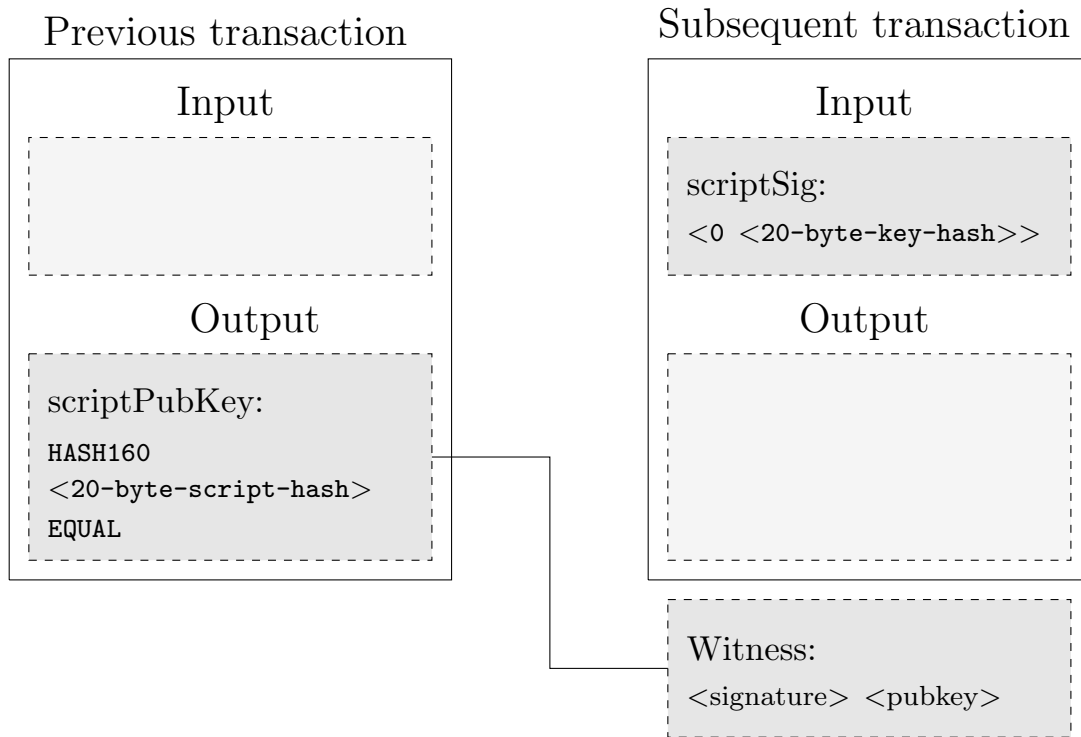 Previous transaction
Input
Output
scriptPubKey:
HASH160
<20-byte-script-hash>
EQUAL
Subsequent transaction
Input
scriptSig:
<0 <20-byte-key-hash>>
Output
Witness:
<signature> <pubkey>